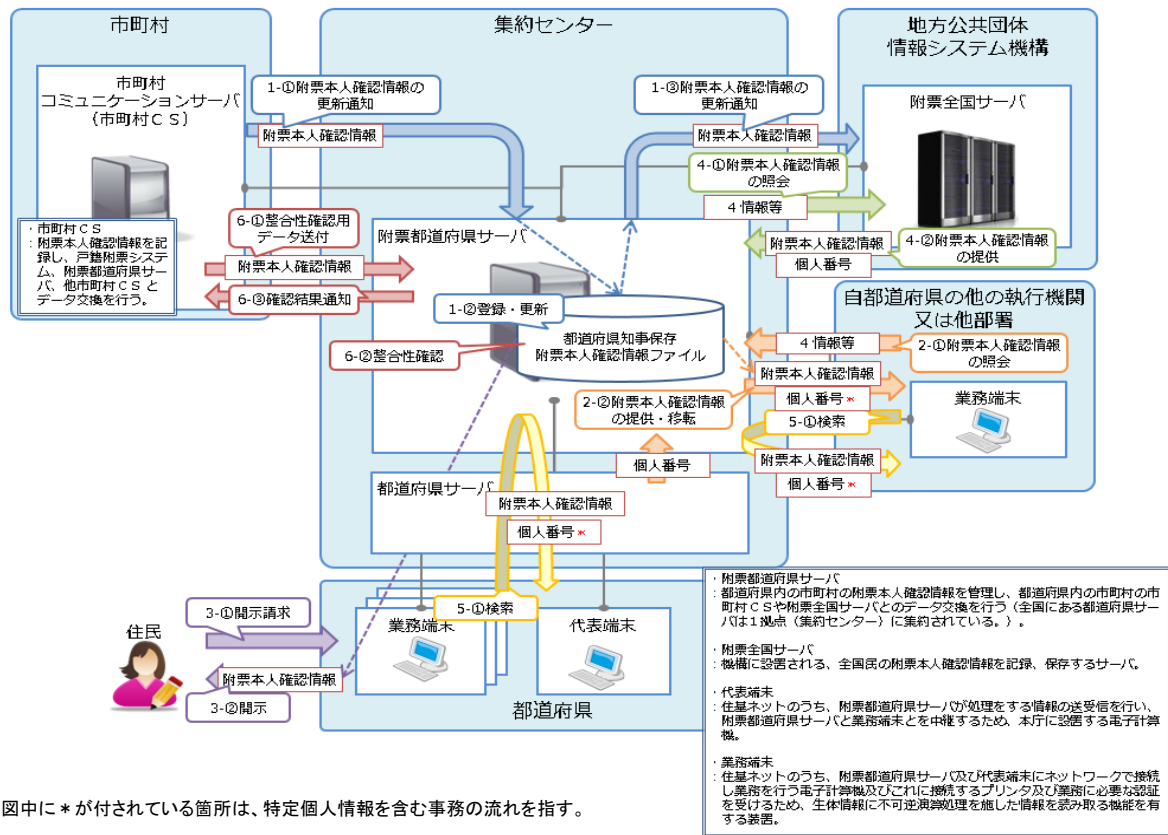 市町村
集約センター
地方公共団体
情報システム機構
市町村
コミュニケーションサーバ
(市町村CS)
1-①附票本人確認情報の
更新通知
附票本人確認情報
1-③附票本人確認情報の
更新通知
附票本人確認情報
附票全国サーバ
4-①附票本人確認情報
の照会
4情報等
附票本人確認情報
個人番号
4-②附票本人確認情報
の提供
・市町村CS
:附票本人確認情報を記
録し、戸籍附票システ
ム、附票都道府県サー
バ、他市町村CSと
データ交換を行う。
6-①整合性確認用
データ送付
附票本人確認情報
6-③確認結果通知
附票都道府県サーバ
1-②登録・更新
6-②整合性確認
都道府県知事保存
附票本人確認情報ファイル
自都道府県の他の執行機関
又は他部署
4情報等
2-①附票本人確認情報
の照会
附票本人確認情報
個人番号*
2-②附票本人確認情報
の提供・移転
業務端末
5-①検索
附票本人確認情報
個人番号*
個人番号
都道府県サーバ
附票本人確認情報
個人番号*
5-①検索
業務端末
代表端末
都道府県
住民
3-①開示請求
附票本人確認情報
3-②開示
・附票都道府県サーバ
:都道府県内の市町村の附票本人確認情報を管理し、都道府県内の市町村の市
町村CSや附票全国サーバとのデータ交換を行う(全国にある都道府県サー
バは1拠点(集約センター)に集約されている。)。
・附票全国サーバ
:機構に設置される、全国民の附票本人確認情報を記録、保存するサーバ。
・代表端末
:住基ネットのうち、附票都道府県サーバが処理をする情報の送受信を行い、
附票都道府県サーバと業務端末とを中継するため、本庁に設置する電子計算
機。
・業務端末
:住基ネットのうち、附票都道府県サーバ及び代表端末にネットワークで接続
し業務を行う電子計算機及びこれに接続するプリンタ及び業務に必要な認証
を受けるため、生体情報に不可逆演算処理を施した情報を読み取る機能を有
する装置。
図中に*が付されている箇所は、特定個人情報を含む事務の流れを指す。